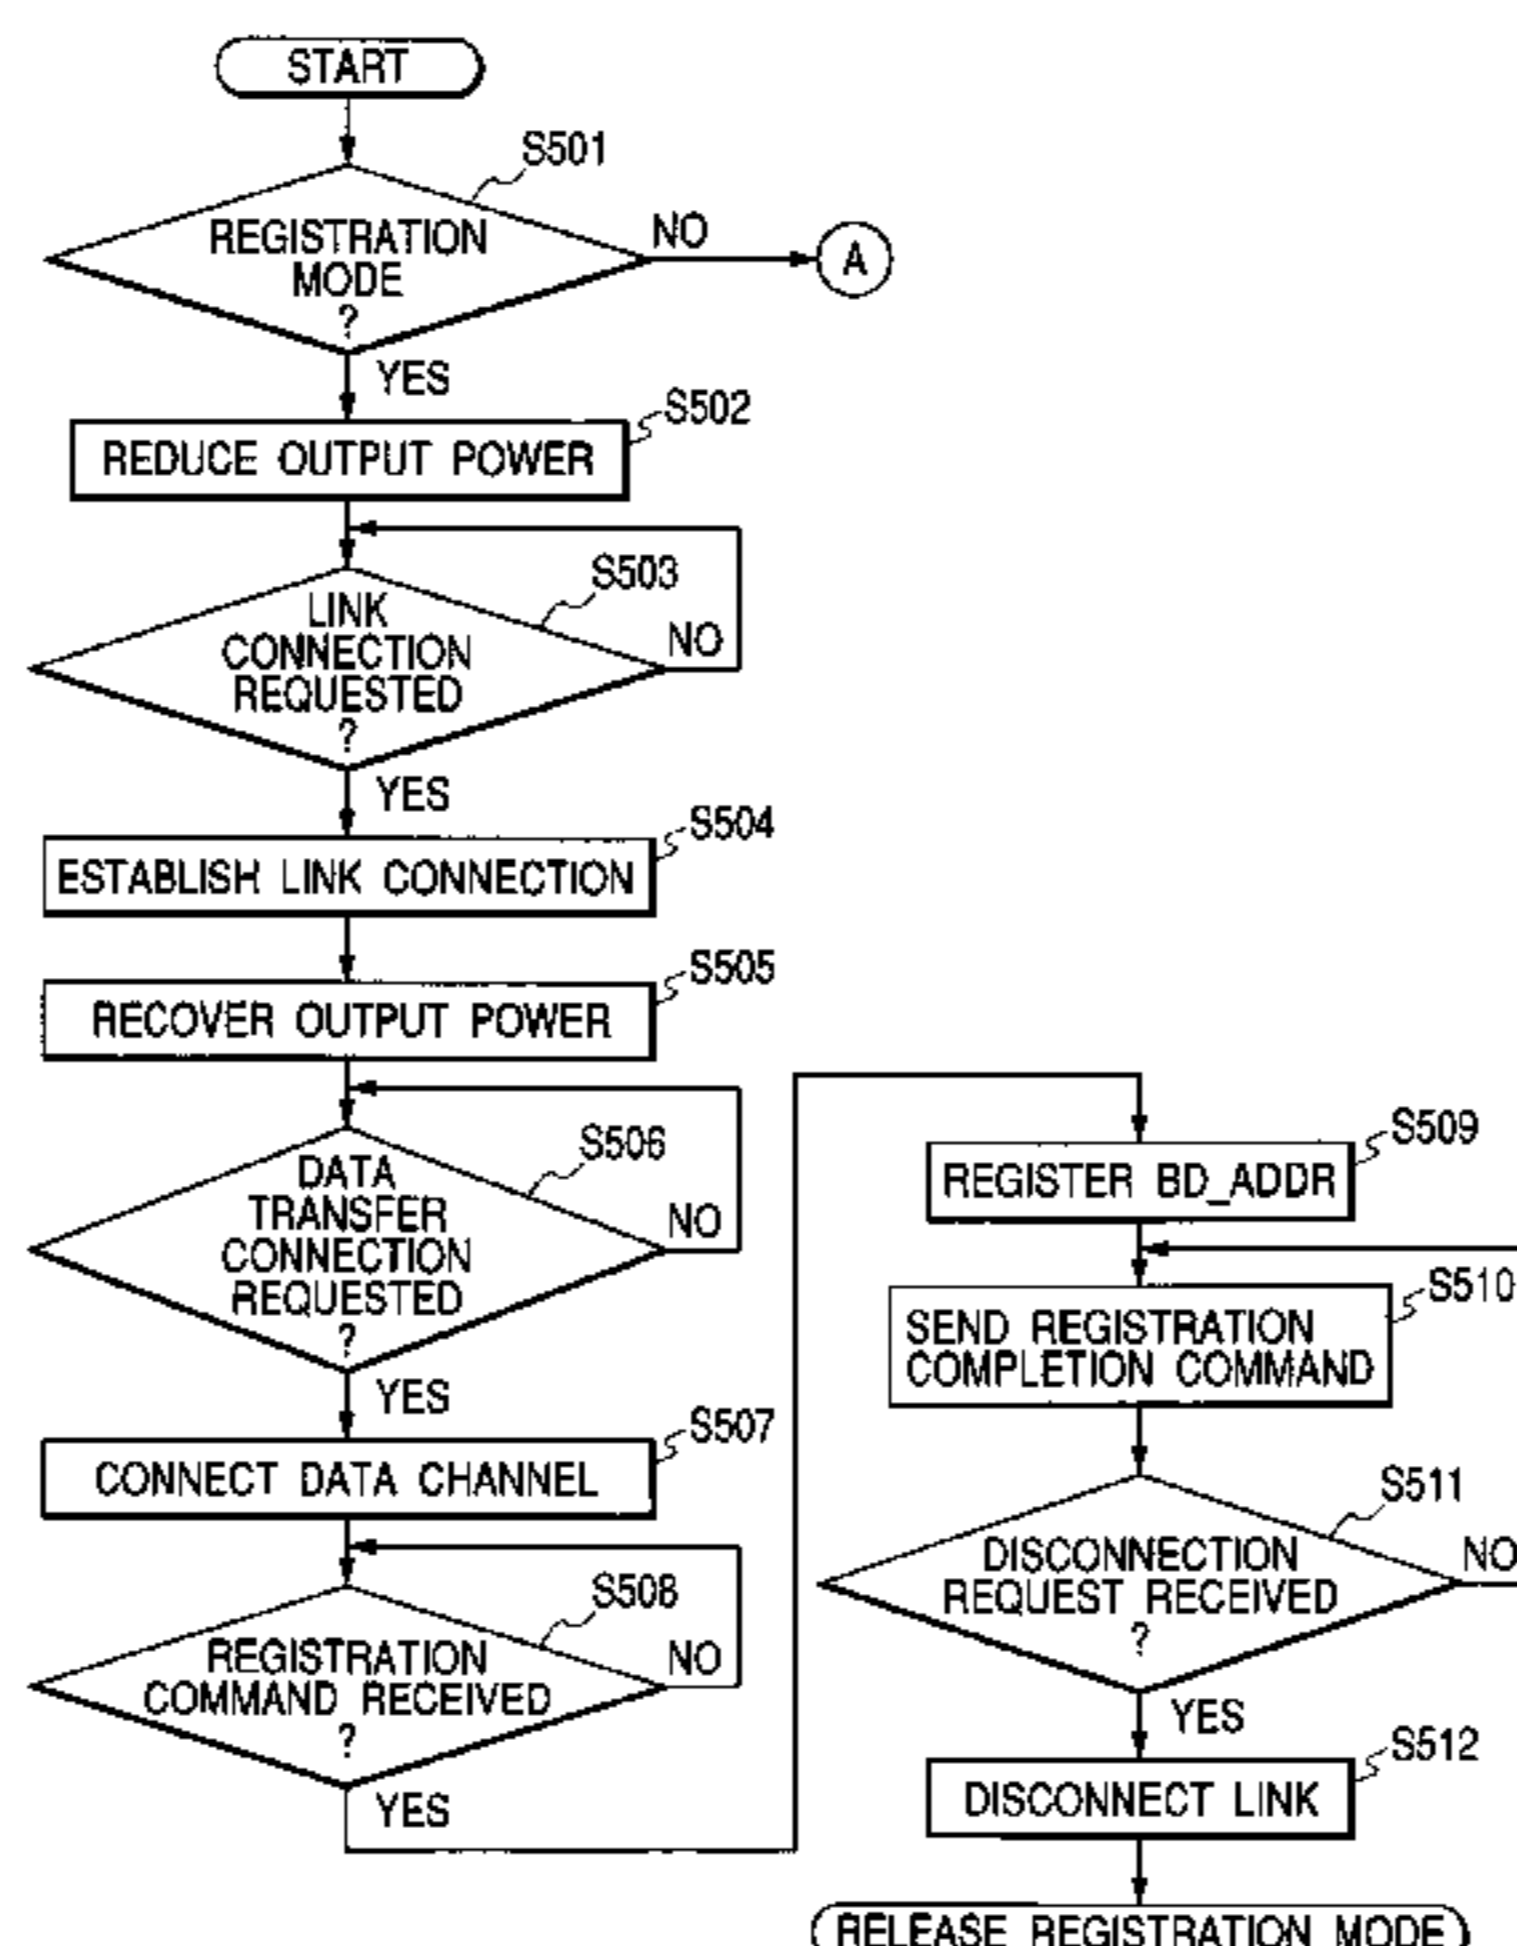 START
S501
REGISTRATION
MODE
?
NO
A
YES
S502
REDUCE OUTPUT POWER
S503
LINK
CONNECTION
REQUESTED
?
NO
YES
S504
ESTABLISH LINK CONNECTION
S505
RECOVER OUTPUT POWER
S506
DATA
TRANSFER
CONNECTION
REQUESTED
?
NO
YES
S507
CONNECT DATA CHANNEL
S508
REGISTRATION
COMMAND RECEIVED
?
NO
YES
S509
REGISTER BD_ADDR
S510
SEND REGISTRATION
COMPLETION COMMAND
S511
DISCONNECTION
REQUEST RECEIVED
?
NO
YES
S512
DISCONNECT LINK
RELEASE REGISTRATION MODE